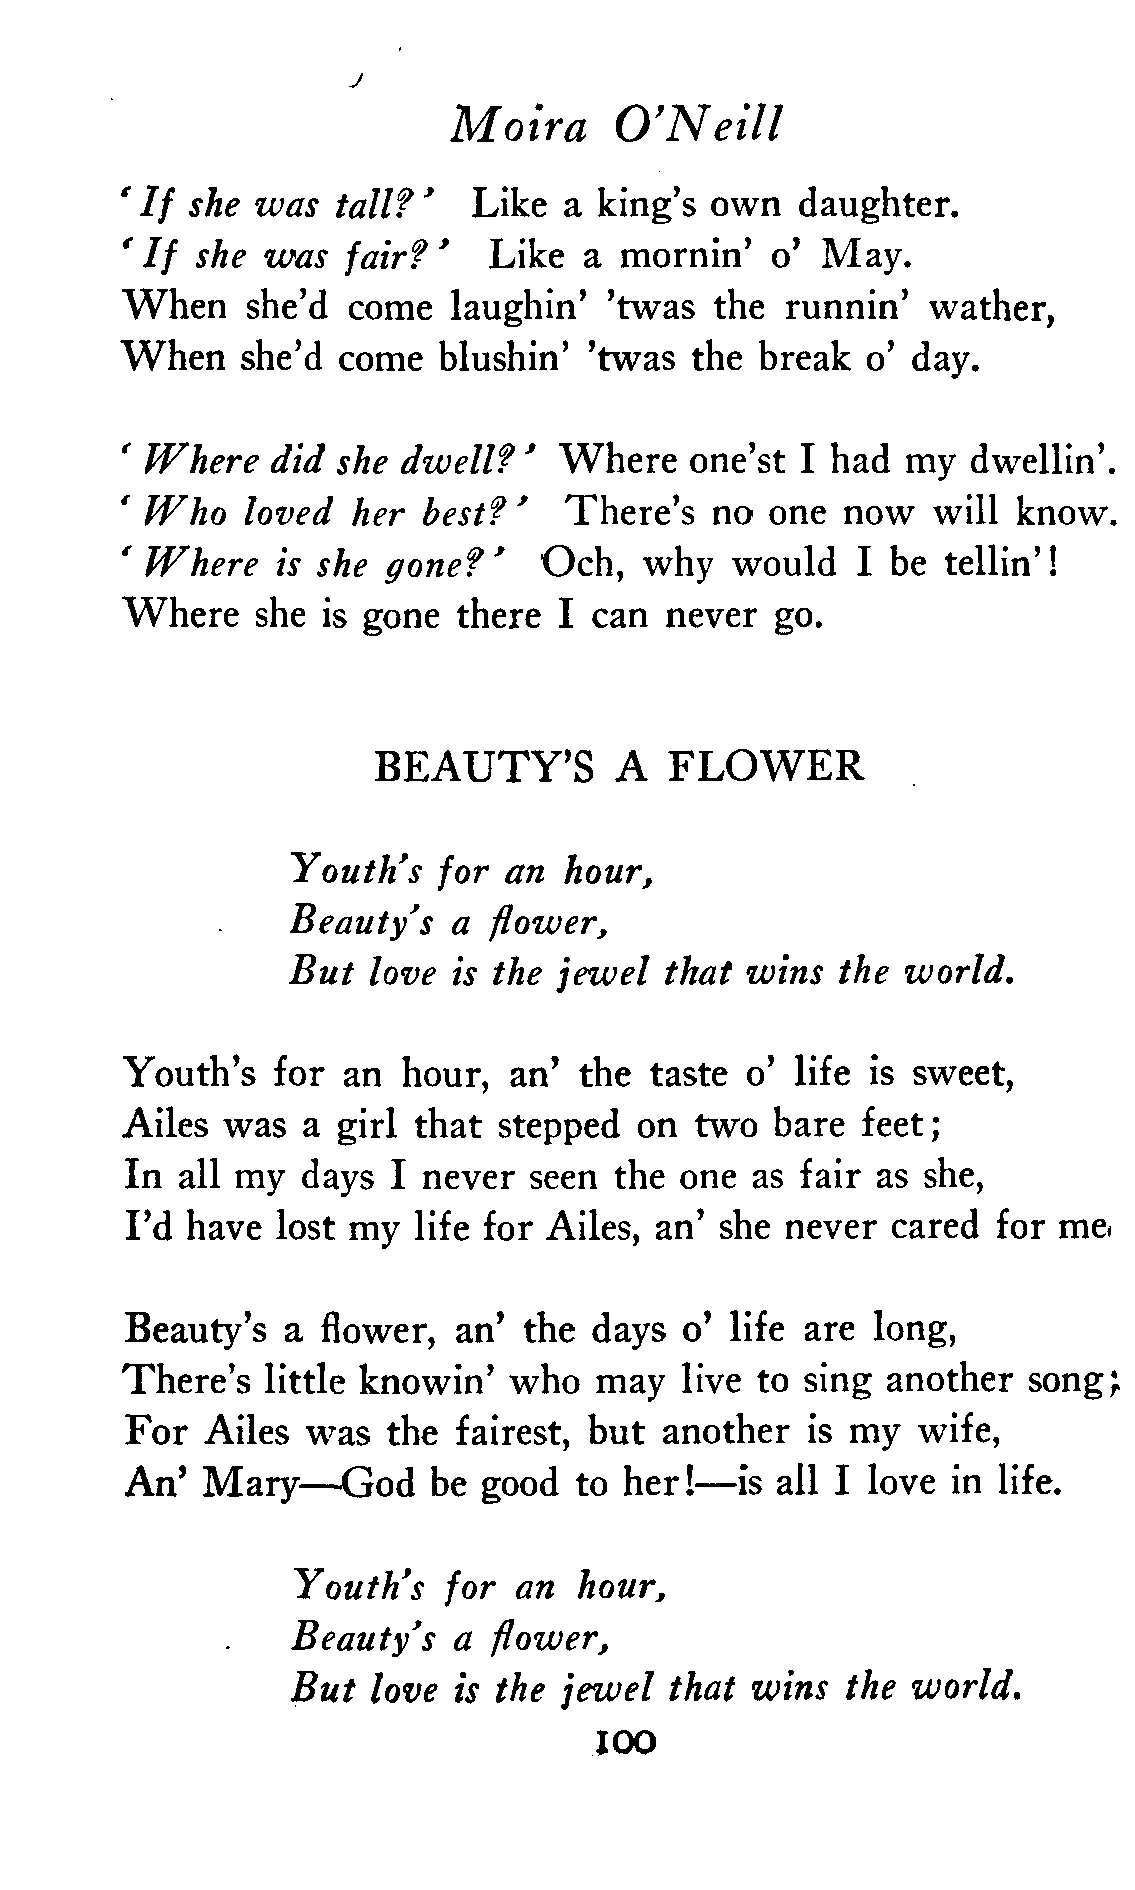 Moira O'Neill
'If she was tall?' Like a king's own daughter.
'If she was fair?' Like a mornin' o' May.
When she'd come laughin' 'twas the runnin' wather,
When she'd come blushin' 'twas the break o' day.
'Where did she dwell?' Where one'st I had my dwellin'.
'Who loved her best?' There's no one now will know.
'Where is she gone?' Och, why would I be tellin'!
Where she is gone there I can never go.
BEAUTY'S A FLOWER
Youth's for an hour,
Beauty's a flower,
But love is the jewel that wins the world.
Youth's for an hour, an' the taste o' life is sweet,
Ailes was a girl that stepped on two bare feet;
In all my days I never seen the one as fair as she,
I'd have lost my life for Ailes, an' she never cared for me.
Beauty's a flower, an' the days o' life are long,
There's little knowin' who may live to sing another song;
For Ailes was the fairest, but another is my wife,
An' Mary—God be good to her!—is all I love in life.
Youth's for an hour,
Beauty's a flower,
But love is the jewel that wins the world.
100